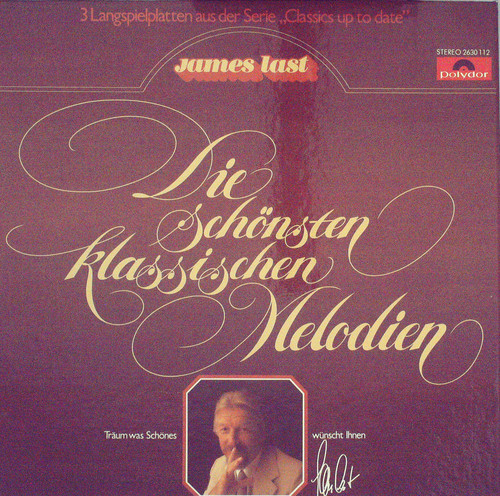 3 Langspielplatten aus der Serie „Classics up to date"
james last
STEREO 2630 112
Polydor
Die
schönsten
klassischen
Melodien
Träum was Schönes
wünscht Ihnen